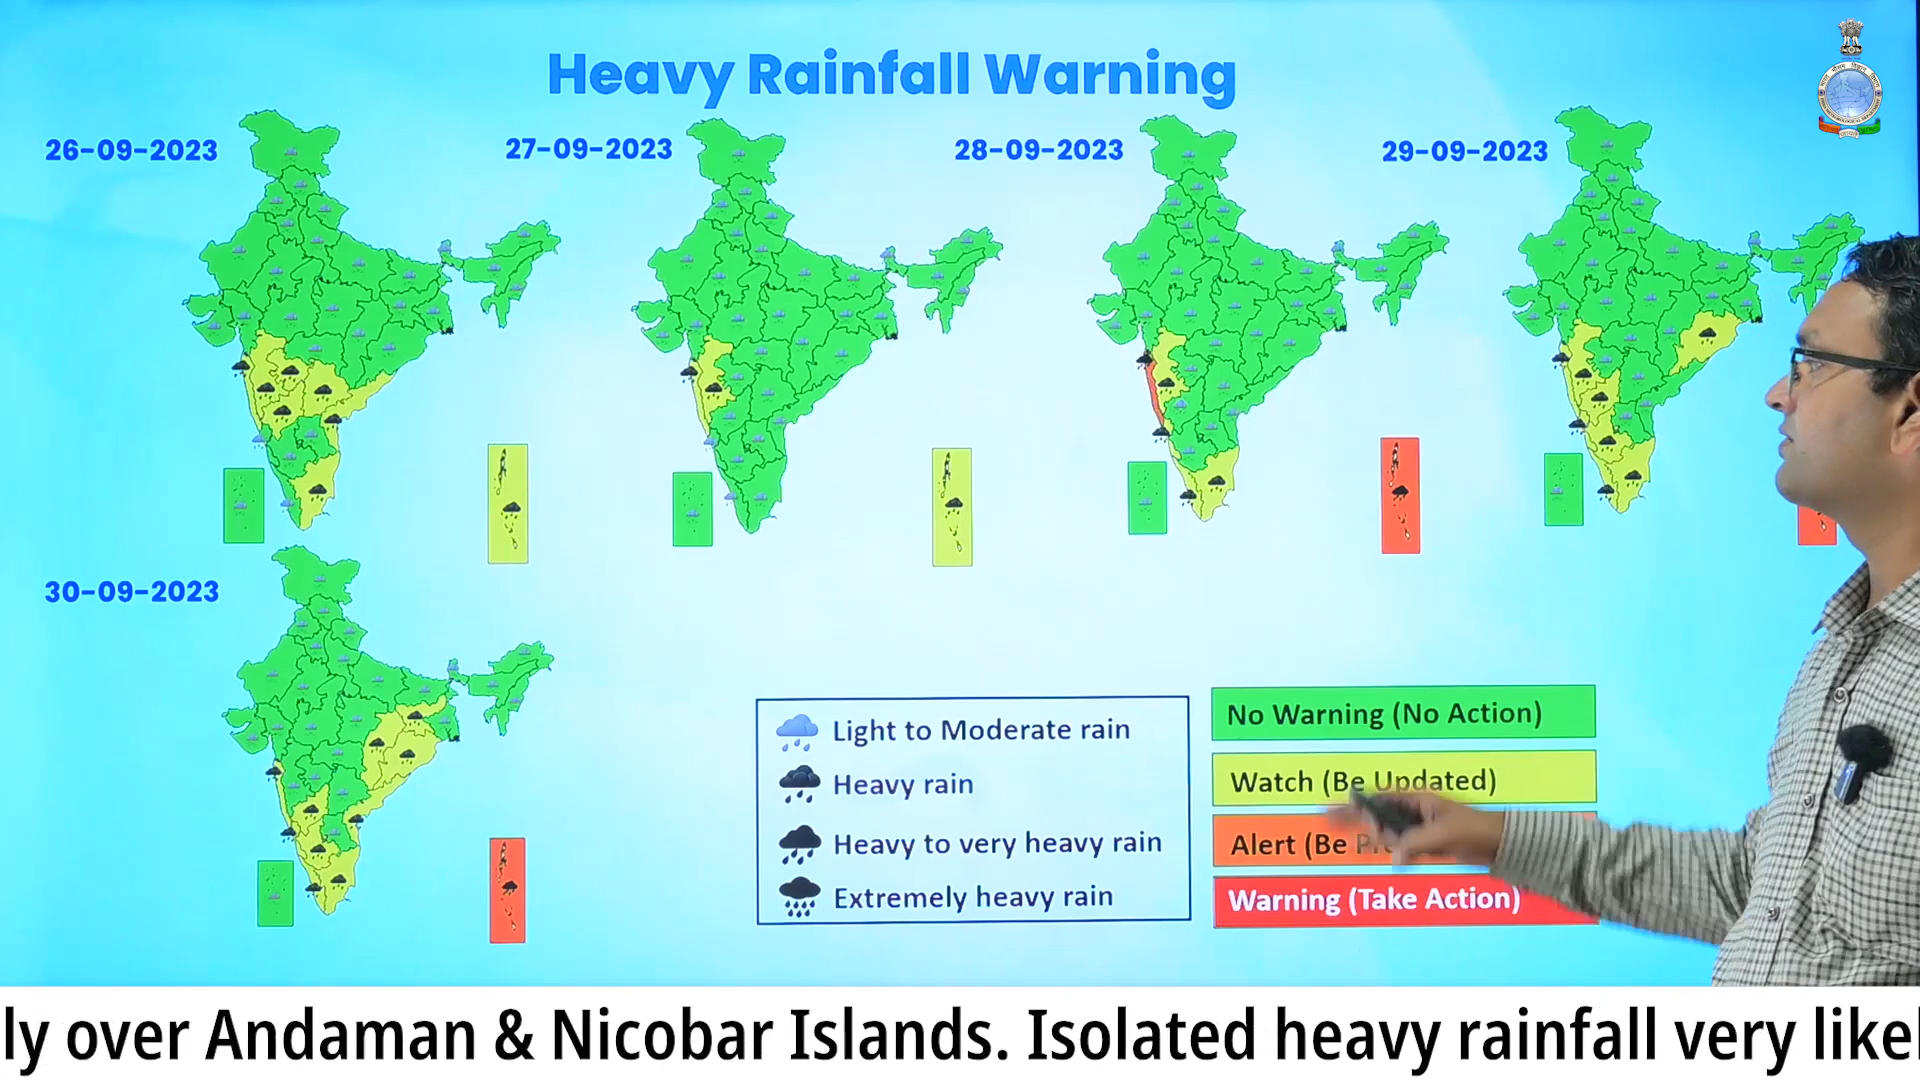 Heavy Rainfall Warning
26-09-2023
27-09-2023
28-09-2023
29-09-2023
30-09-2023
Light to Moderate rain
Heavy rain
Heavy to very heavy rain
Extremely heavy rain
No Warning (No Action)
Watch (Be Updated)
Alert (Be
Warning (Take Action)
ly over Andaman & Nicobar Islands. Isolated heavy rainfall very like